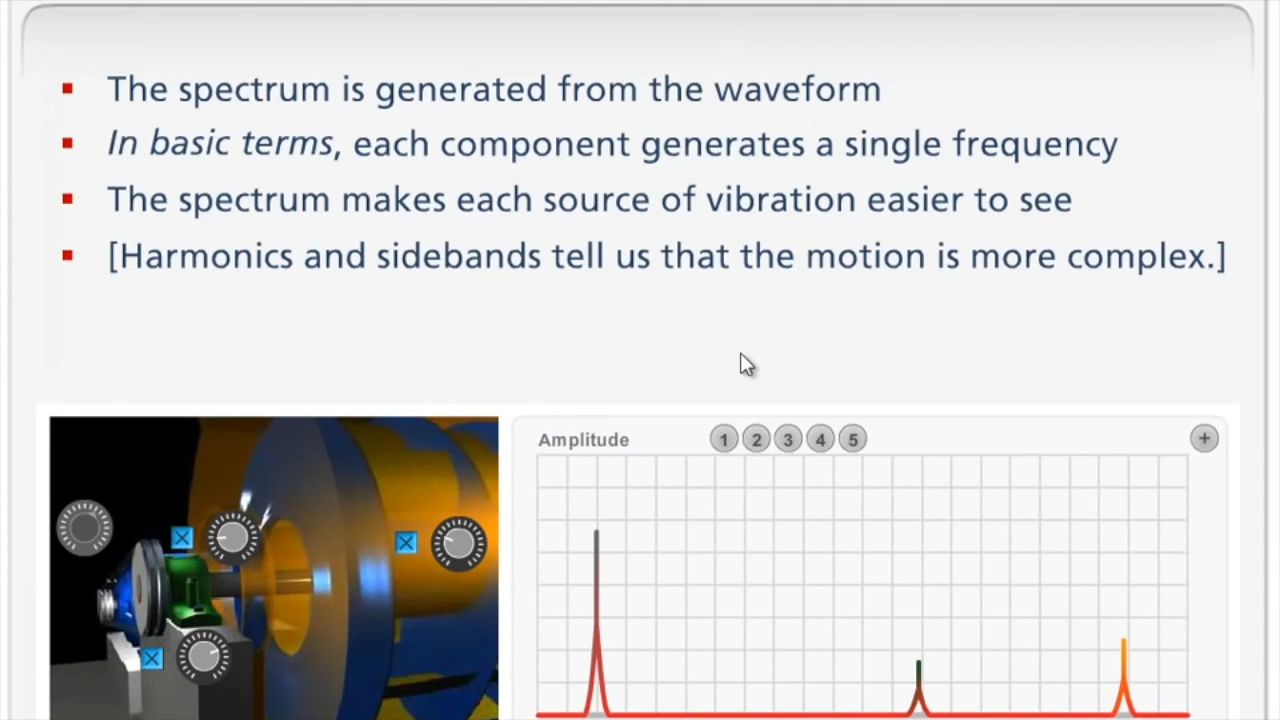 The spectrum is generated from the waveform
In basic terms, each component generates a single frequency
The spectrum makes each source of vibration easier to see
[Harmonics and sidebands tell us that the motion is more complex.]
Amplitude 1 2 3 4 5 +